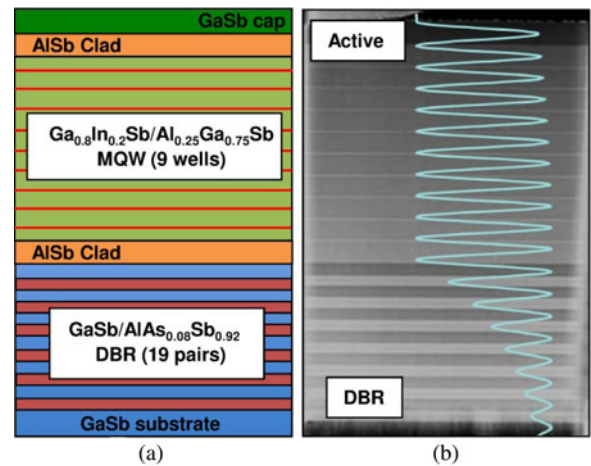 GaSb cap
AlSb Clad
Ga0.8In0.2Sb/Al0.25Ga0.75Sb
MQW (9 wells)
AlSb Clad
GaSb/AlAs0.08Sb0.92
DBR (19 pairs)
GaSb substrate
(a)
Active
DBR
(b)